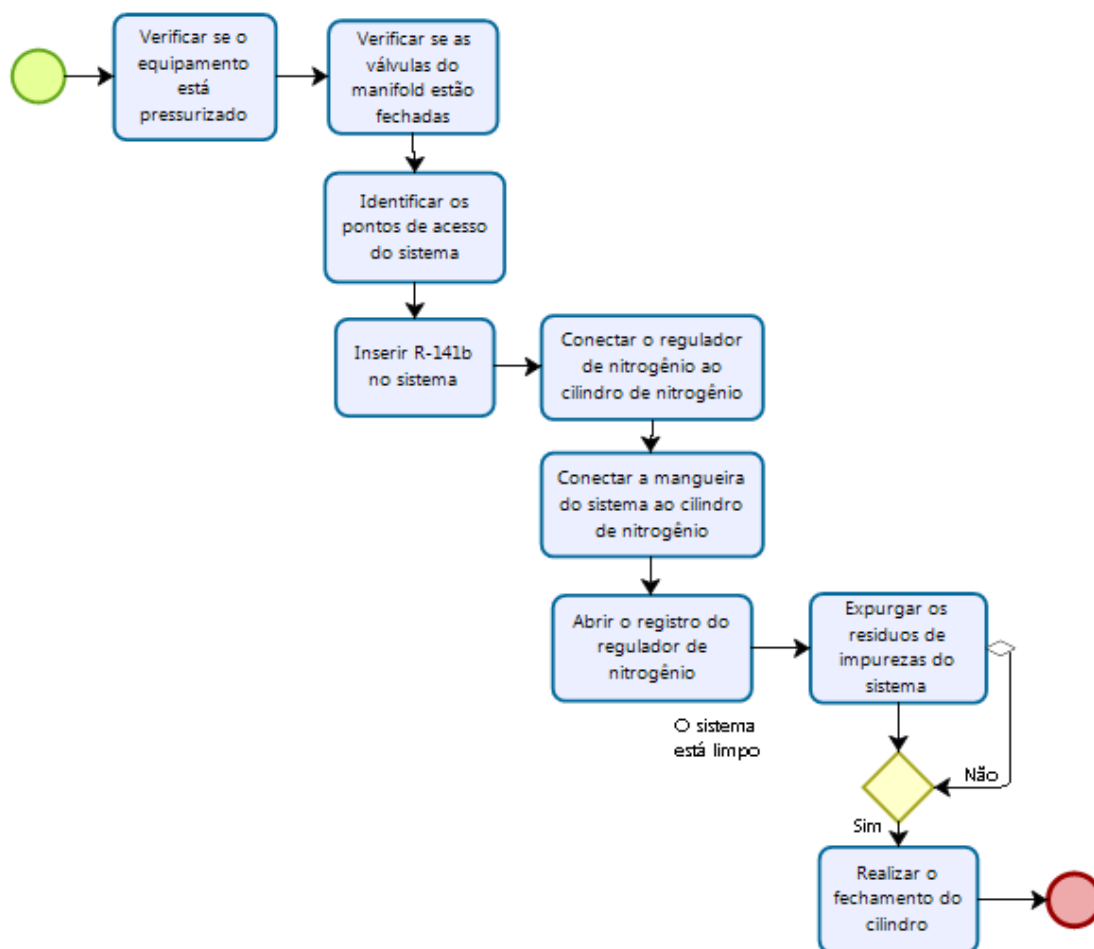 Verificar se o
equipamento
está
pressurizado
Verificar se as
válvulas do
manifold estão
fechadas
Identificar os
pontos de acesso
do sistema
Inserir R-141b
no sistema
Conectar o regulador
de nitrogênio ao
cilindro de nitrogênio
Conectar a mangueira
do sistema ao cilindro
de nitrogênio
Abrir o registro do
regulador de
nitrogênio
Expurgar os
residuos de
impurezas do
sistema
O sistema
está limpo
Não
Sim
Realizar o
fechamento do
cilindro